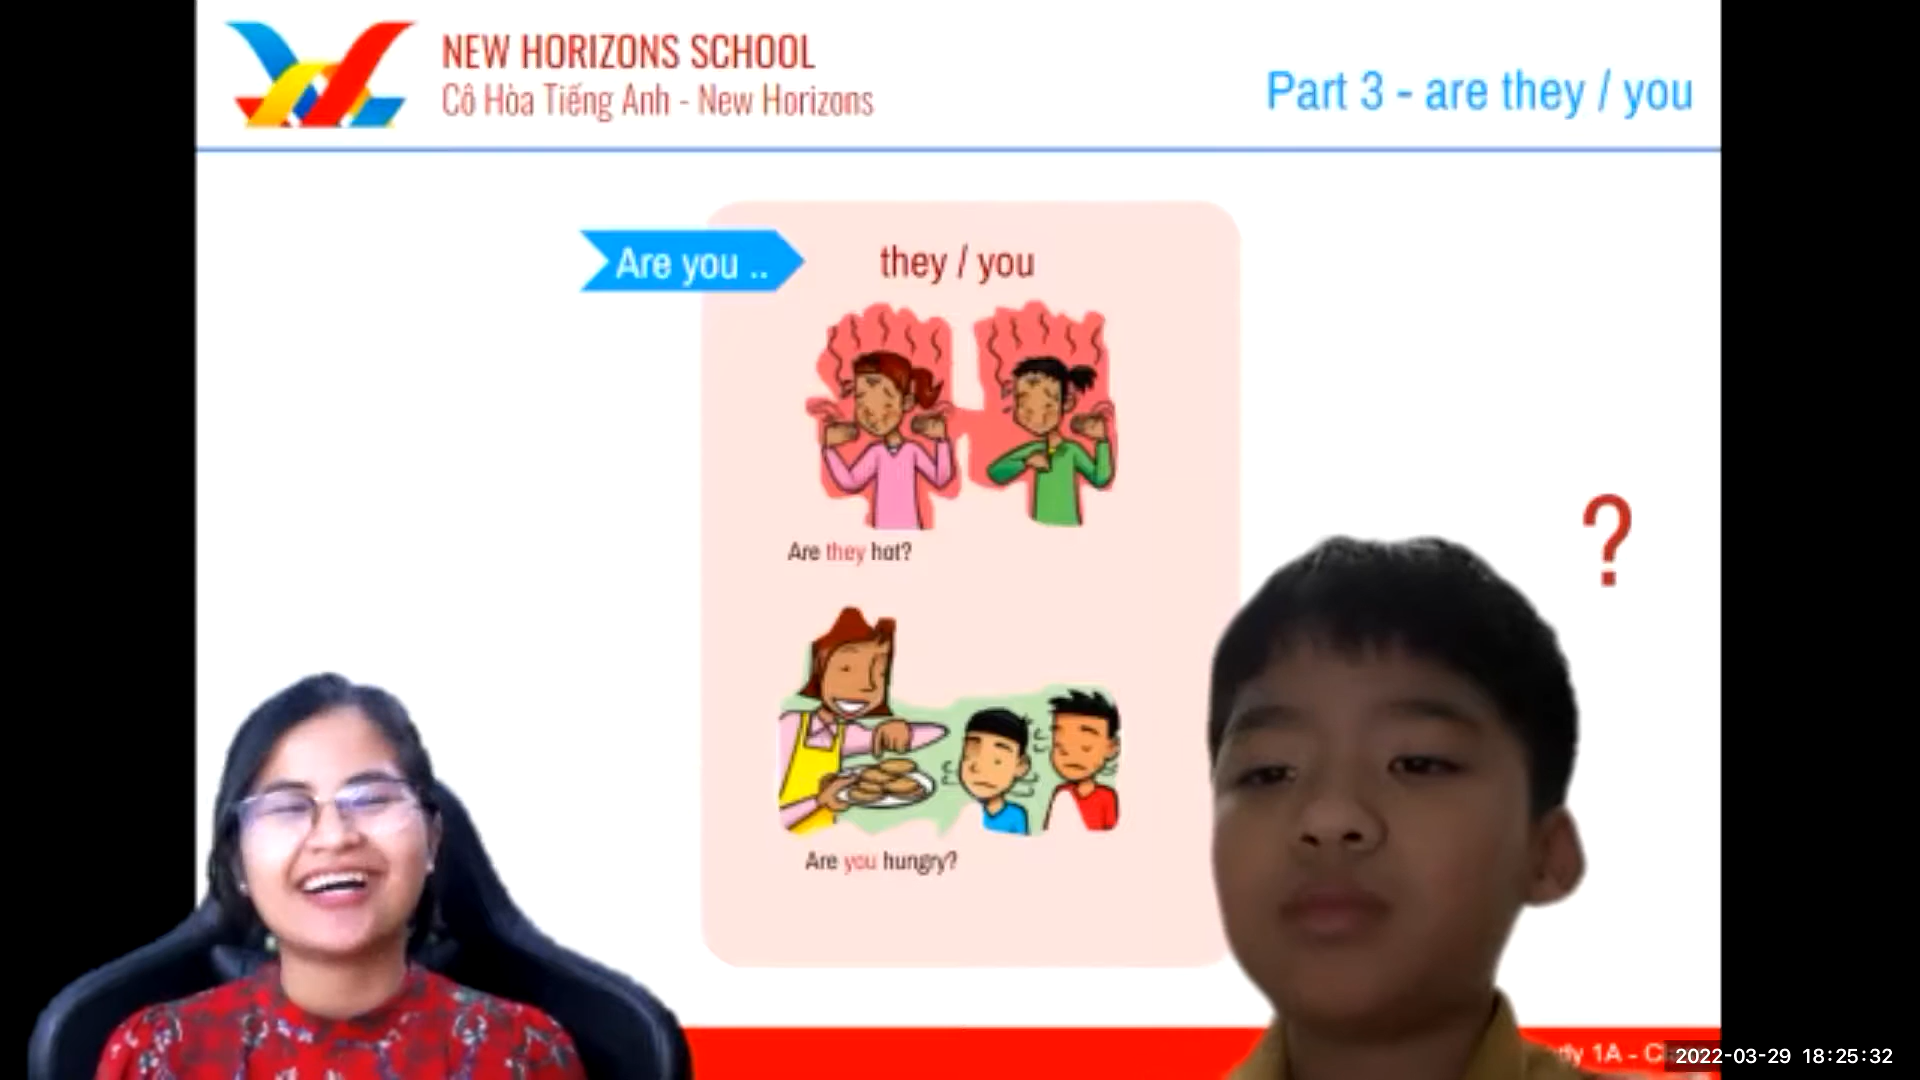 NEW HORIZONS SCHOOL
Cô Hòa Tiếng Anh - New Horizons
Part 3 - are they / you
Are you ..
they / you
Are they hot?
?
Are you hungry?
1A -
2022-03-29 18:25:32